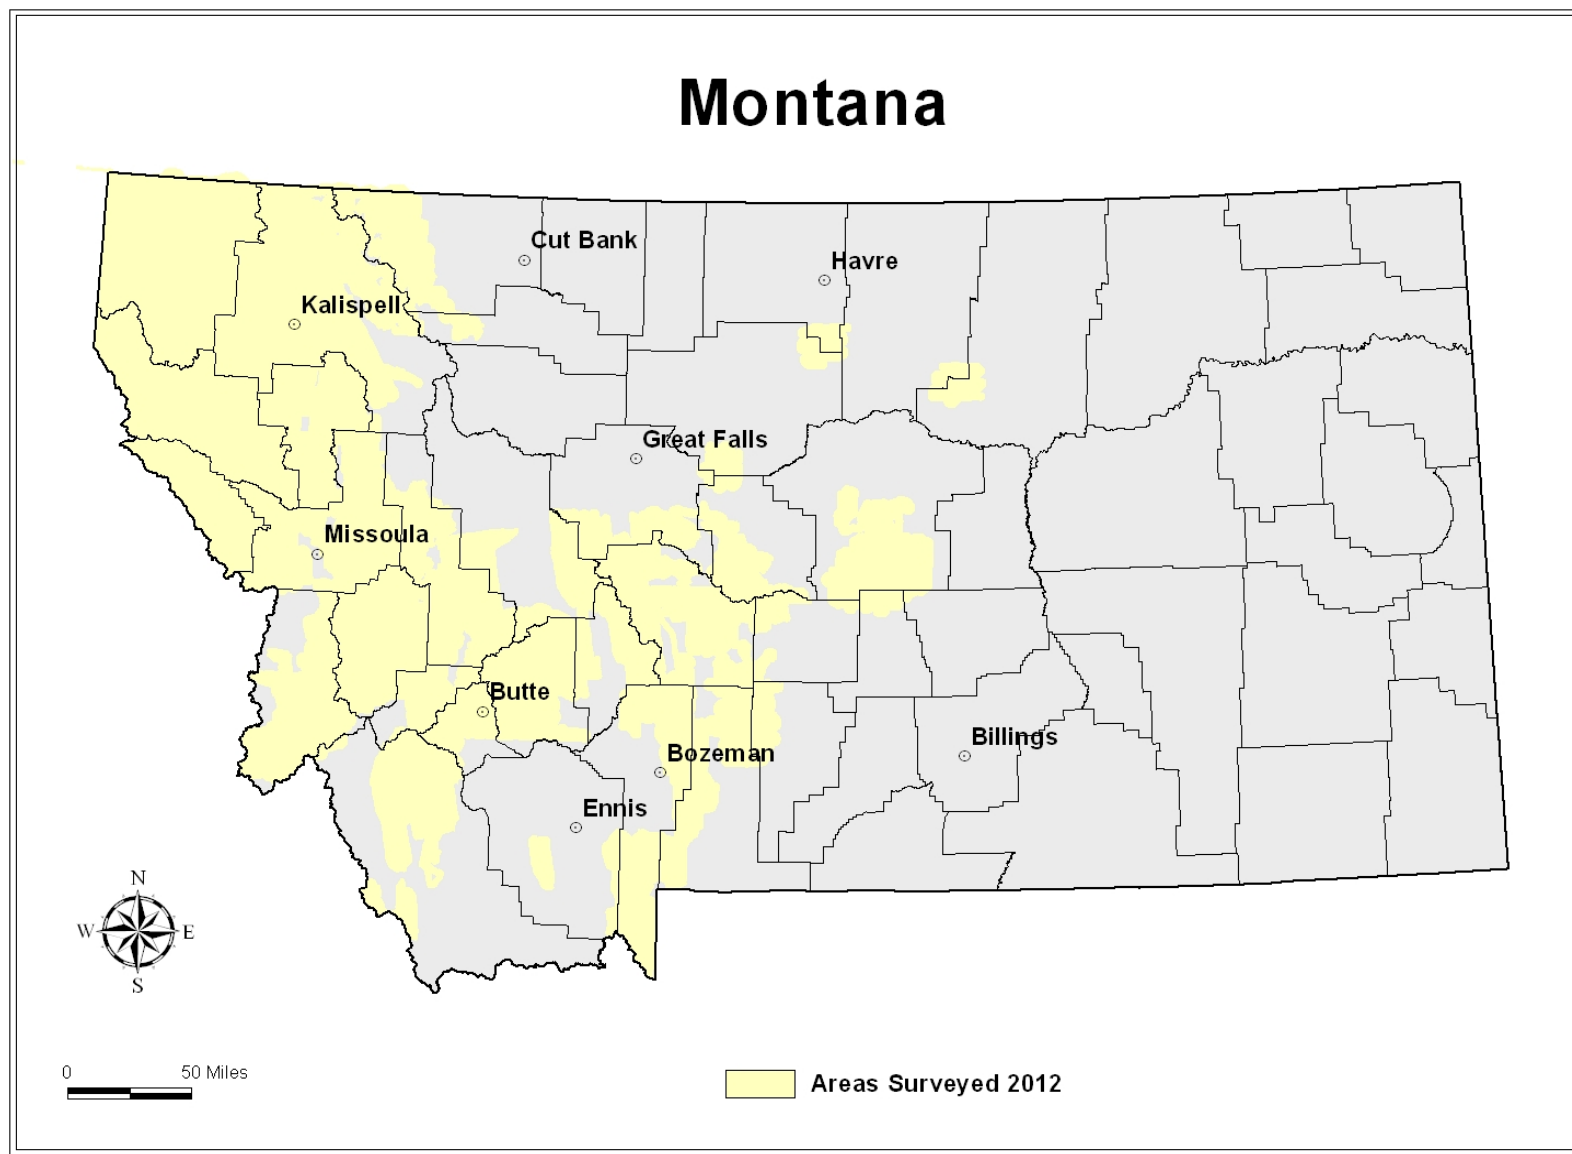 Montana
Cut Bank
Havre
Kalispell
Great Falls
Missoula
Butte
Billings
Bozeman
Ennis
N
W E
S
0 50 Miles
Areas Surveyed 2012